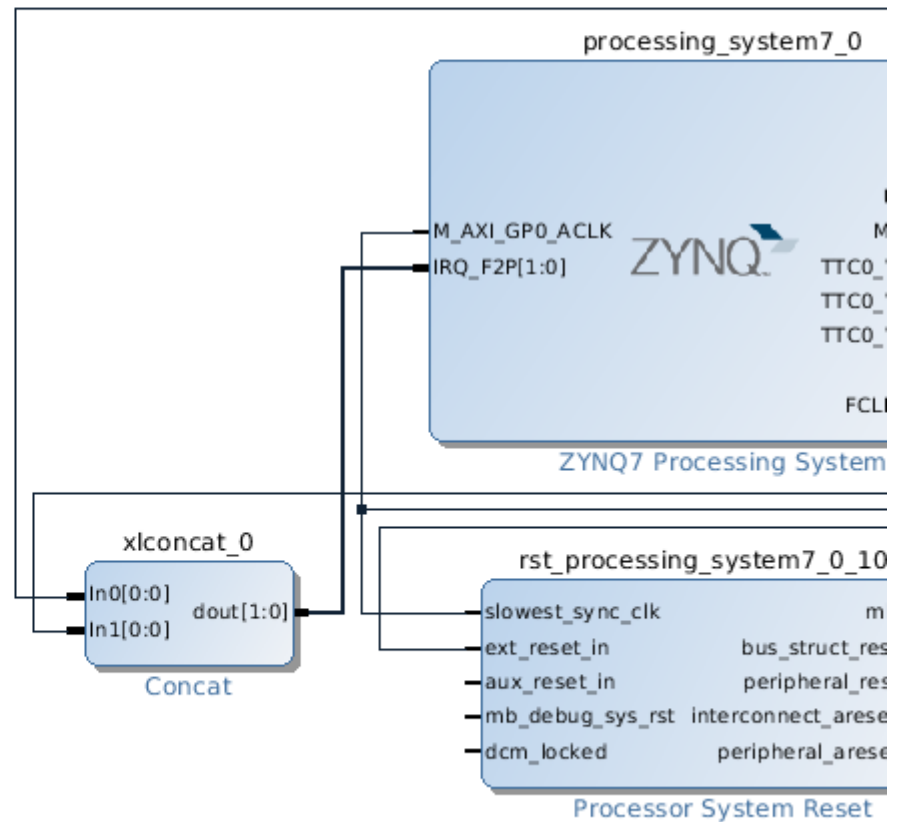 processing_system7_0
M_AXI_GP0_ACLK
IRQ_F2P[1:0]
ZYNQ
M
TTC0_
TTC0_
TTC0_
FCL
ZYNQ7 Processing System
xlconcat_0
In0[0:0]
In1[0:0]
dout[1:0]
Concat
rst_processing_system7_0_10
slowest_sync_clk
m
ext_reset_in
bus_struct_res
aux_reset_in
peripheral_res
mb_debug_sys_rst
interconnect_arese
dcm_locked
peripheral_arese
Processor System Reset